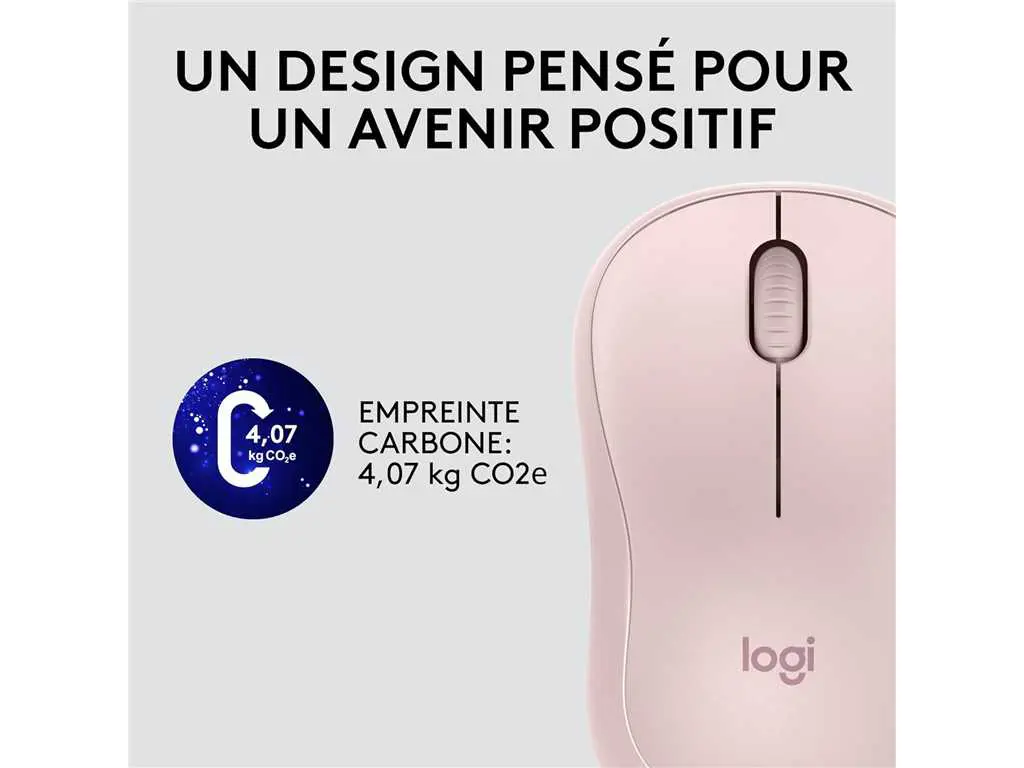 UN DESIGN PENSÉ POUR
UN AVENIR POSITIF
4,07
kg CO₂e
EMPREINTE
CARBONE:
4,07 kg CO2e
logi